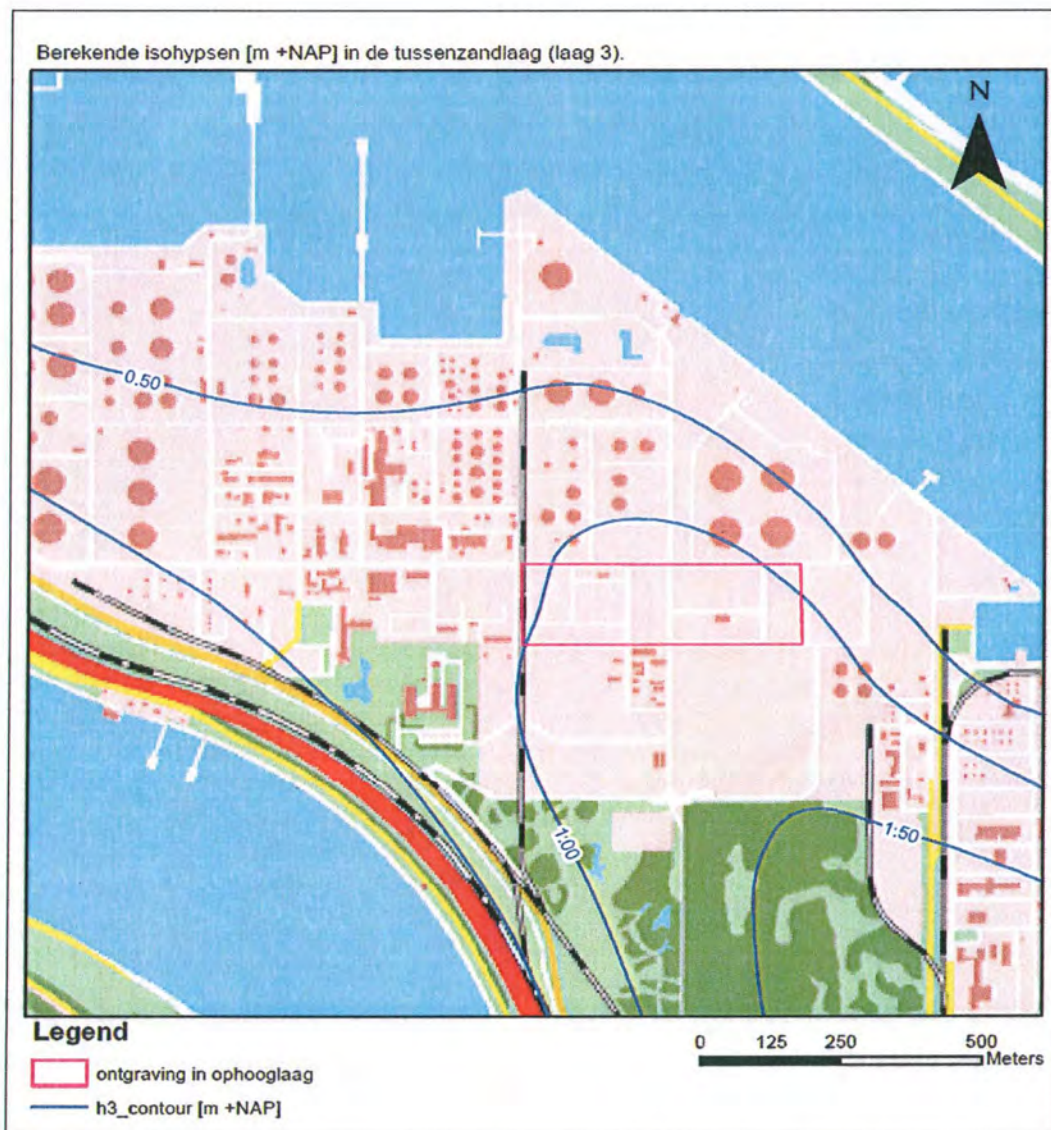 Berekende isohypsen [m +NAP] in de tussenzandlaag (laag 3).
N
0.50
1:00
1:50
Legend
ontgraving in ophooglaag
h3_contour [m +NAP]
0 125 250 500
Meters